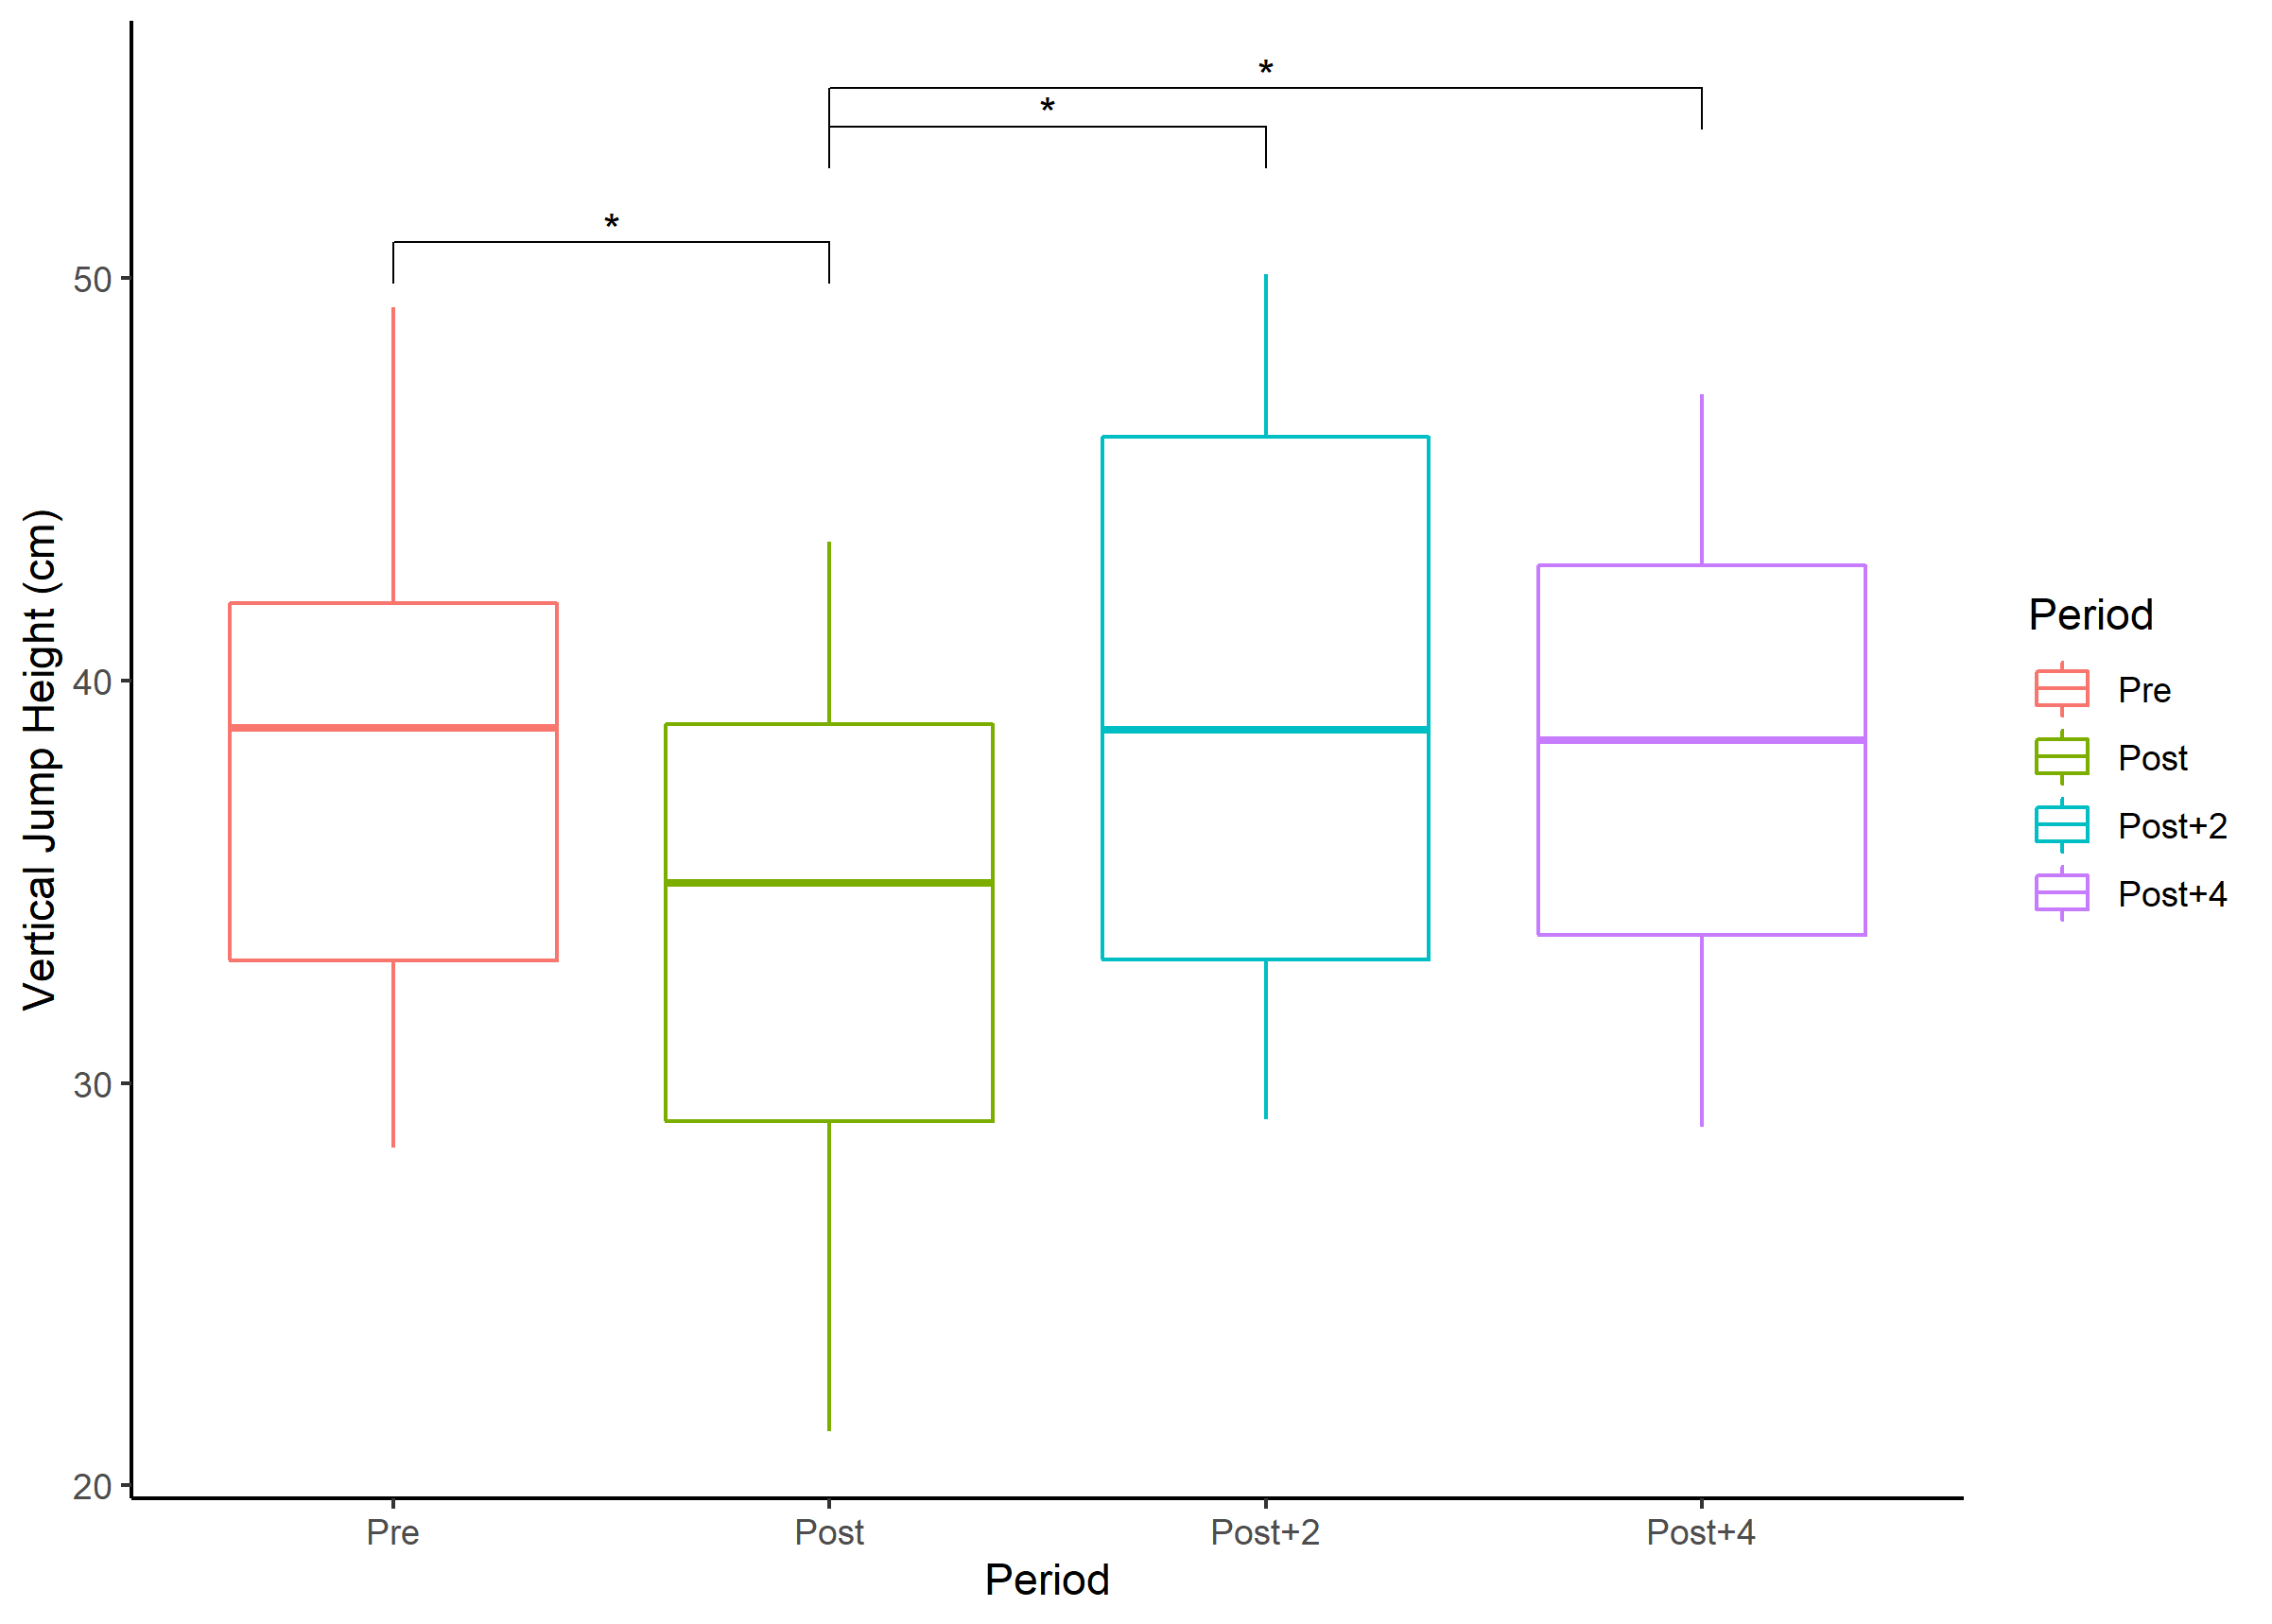 *
*
*
50
40
30
20
Vertical Jump Height (cm)
Pre
Post
Post+2
Post+4
Period
Period
Pre
Post
Post+2
Post+4